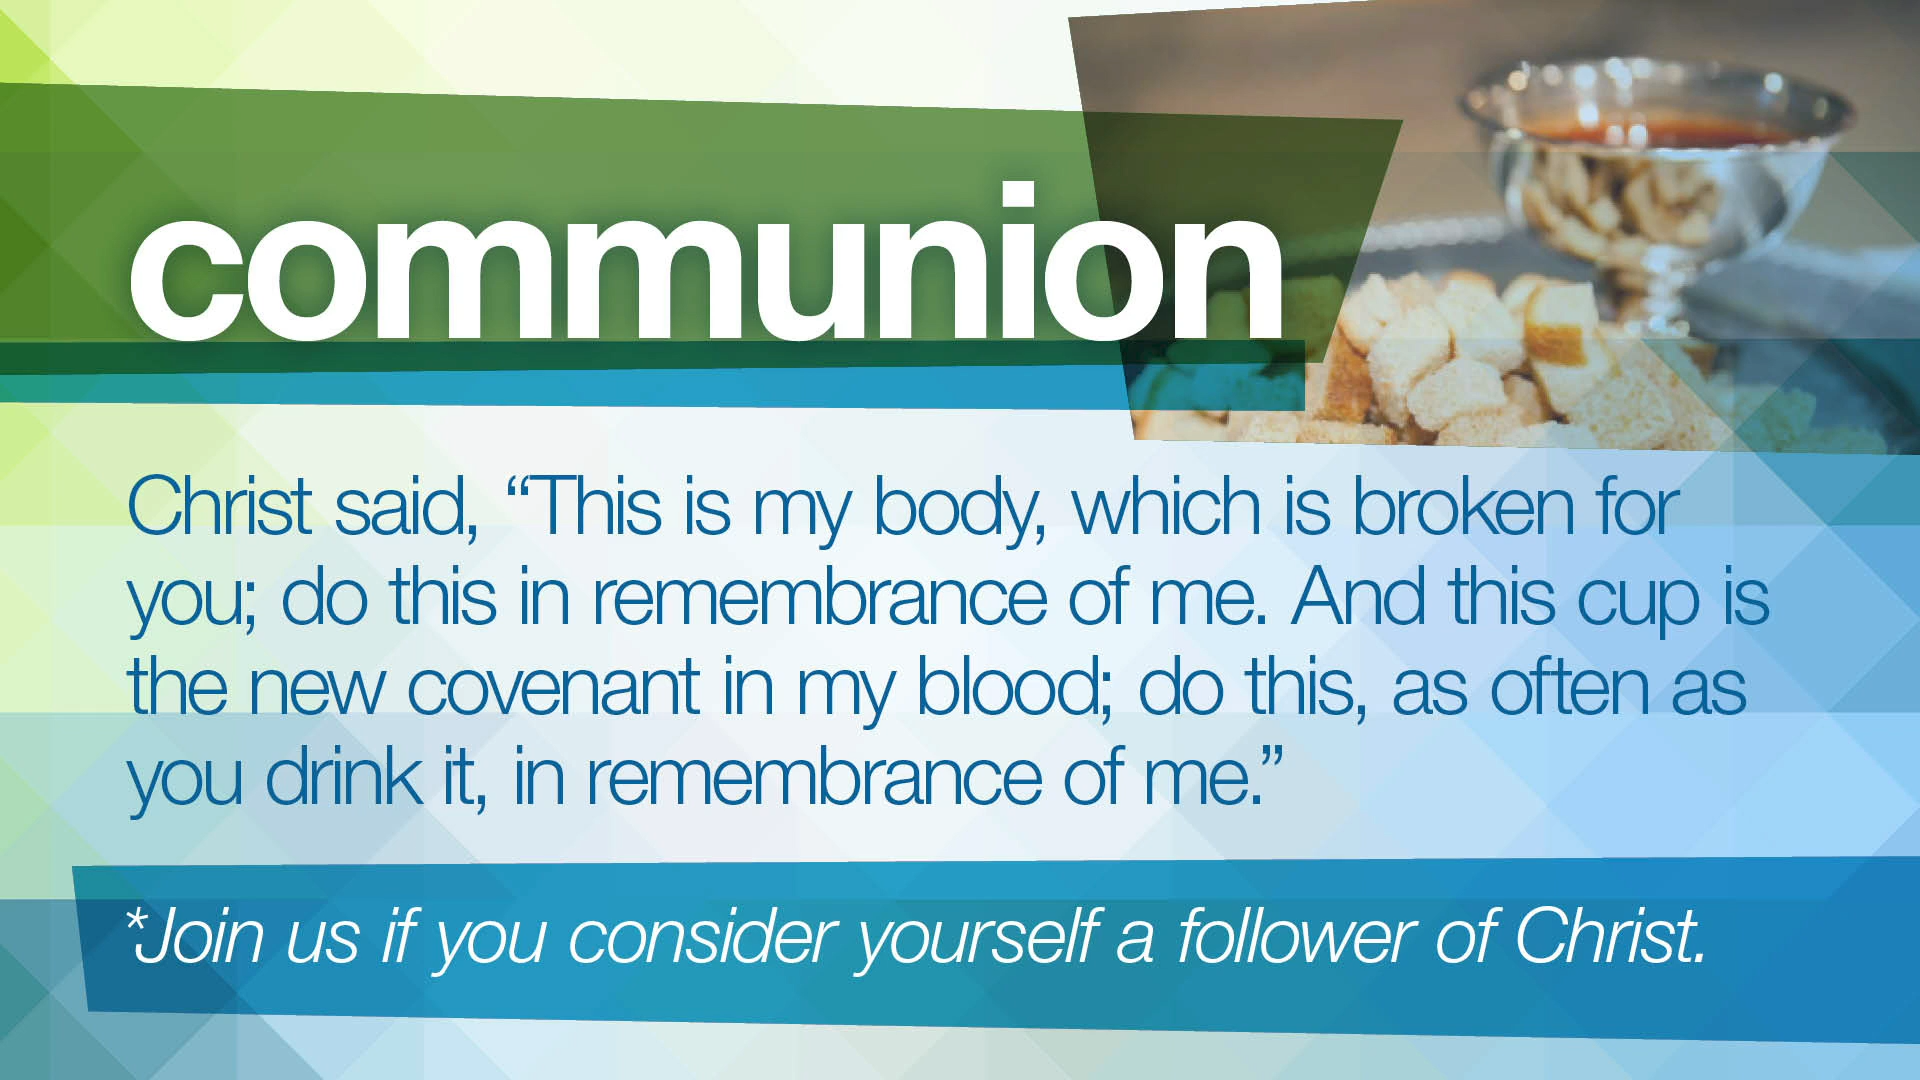 communion
Christ said, “This is my body, which is broken for
you; do this in remembrance of me. And this cup is
the new covenant in my blood; do this, as often as
you drink it, in remembrance of me.”
*Join us if you consider yourself a follower of Christ.